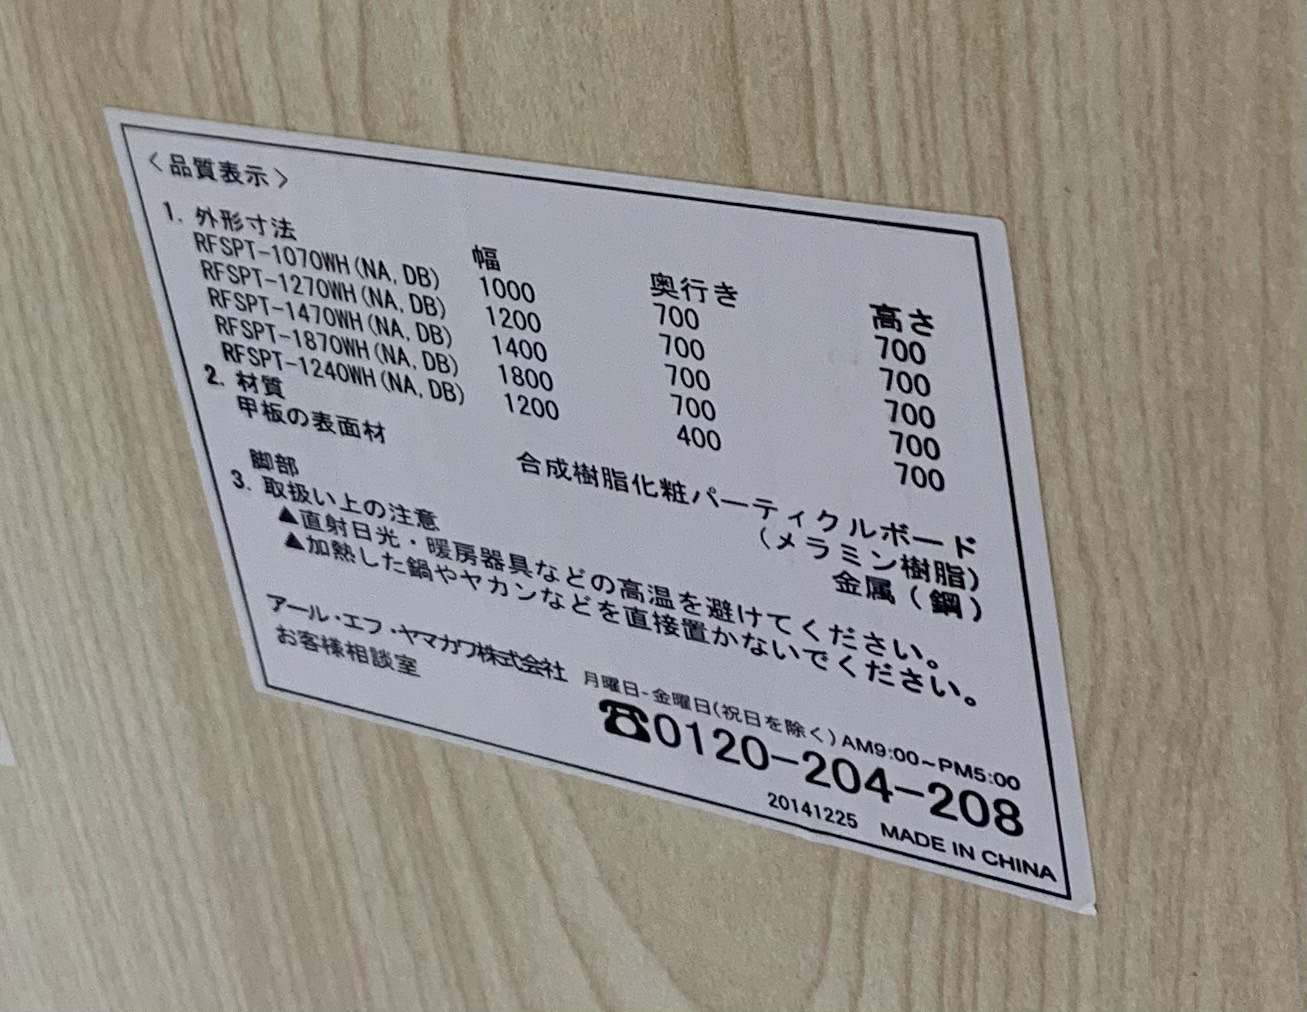 〈品質表示〉
1. 外形寸法 幅 奥行き 高さ
RFSPT-1070WH(NA,DB) 1000 700 700
RFSPT-1270WH(NA,DB) 1200 700 700
RFSPT-1470WH(NA,DB) 1400 700 700
RFSPT-1870WH(NA,DB) 1800 700 700
RFSPT-1240WH(NA,DB) 1200 400 700
2. 材質
甲板の表面材 合成樹脂化粧パーティクルボード
(メラミン樹脂)
脚部 金属(鋼)
3. 取扱い上の注意
▲直射日光・暖房器具などの高温を避けてください。
▲加熱した鍋やヤカンなどを直接置かないでください。
アール・エフ・ヤマカワ株式会社 月曜日-金曜日(祝日を除く)AM9:00~PM5:00
お客様相談室 ☎0120-204-208
20141225 MADE IN CHINA